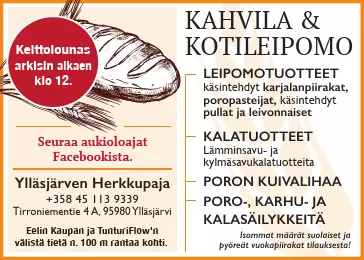 Keittolounas
arkisin alkaen
klo 12.
Seuraa aukioloajat
Facebookista.
Ylläsjärven Herkkupaja
+358 45 113 9339
Tirroniementie 4 A, 95980 Ylläsjärvi
Eelin Kaupan ja TunturiFlow'n
välistä tietä n. 100 m rantaa kohti.
KAHVILA &
KOTILEIPOMO
LEIPOMOTUOTTEET
käsintehdyt karjalanpiirakat,
poropasteijat, käsintehdyt
pullat ja leivonnaiset
KALATUOTTEET
Lämminsavu- ja
kylmäsavukalatuotteita
PORON KUIVALIHAA
PORO-, KARHU- JA
KALASÄILYKKEITÄ
Isommat määrät suolaiset ja
pyöreät vuokapiirakat tilauksesta!